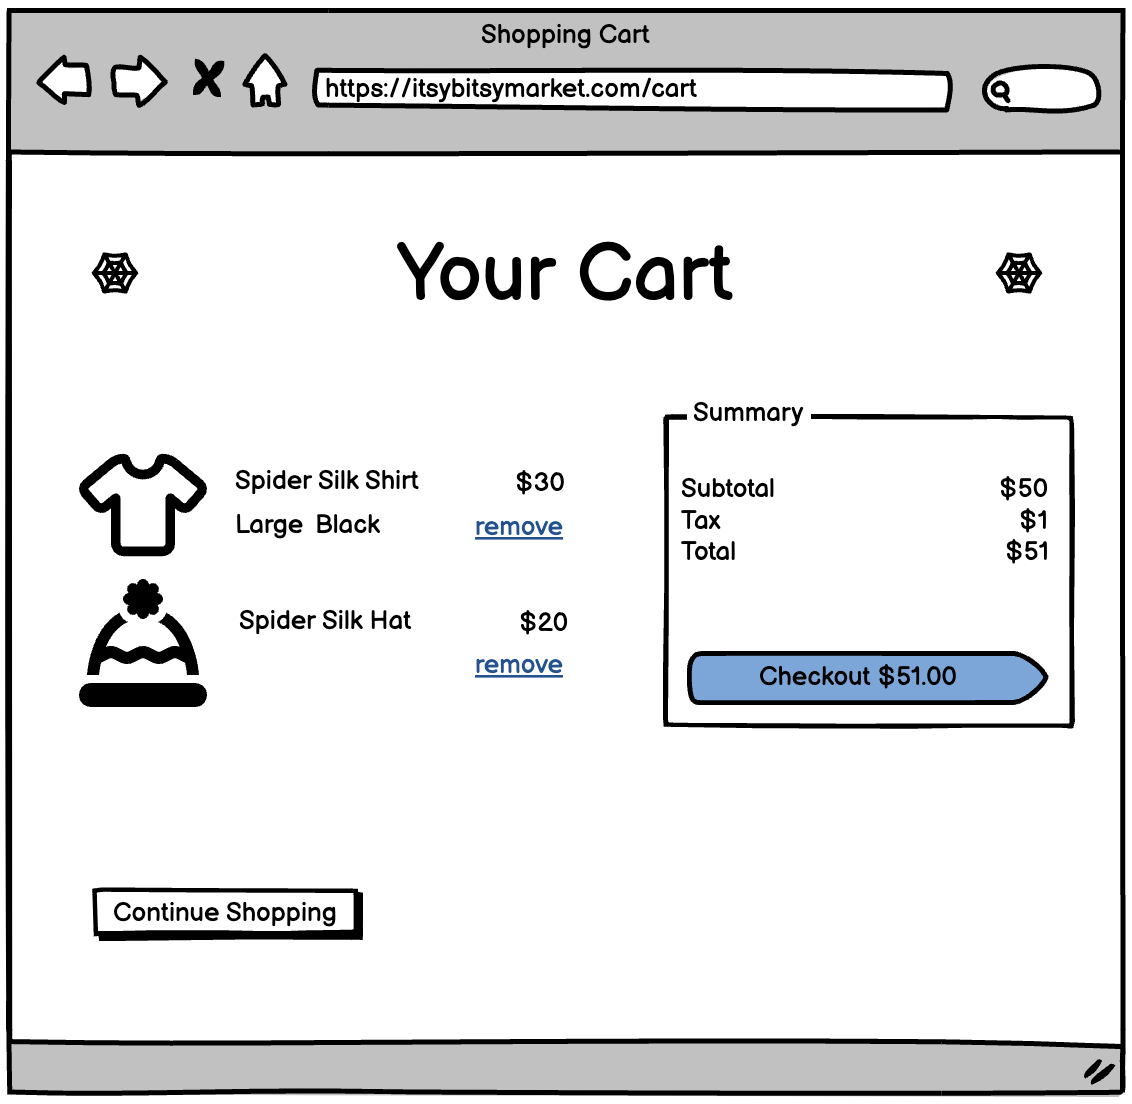 Shopping Cart
https://itsybitsymarket.com/cart
Your Cart
Spider Silk Shirt $30
Large Black remove
Spider Silk Hat $20
remove
Summary
Subtotal $50
Tax $1
Total $51
Checkout $51.00
Continue Shopping